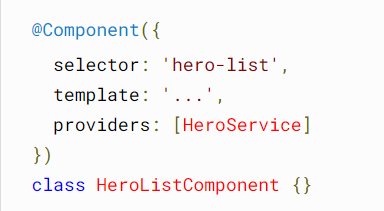 @Component({
  selector: 'hero-list',
  template: '...',
  providers: [HeroService]
})
class HeroListComponent {}